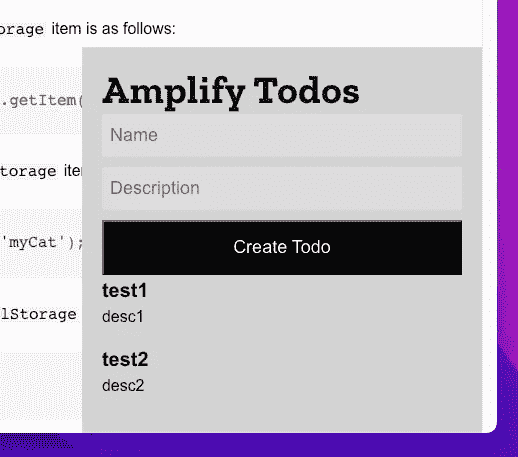 orage item is as follows:
Amplify Todos
.getItem(
Name
torage ite
Description
'myCat');
Create Todo
lStorage
test1
desc1
test2
desc2